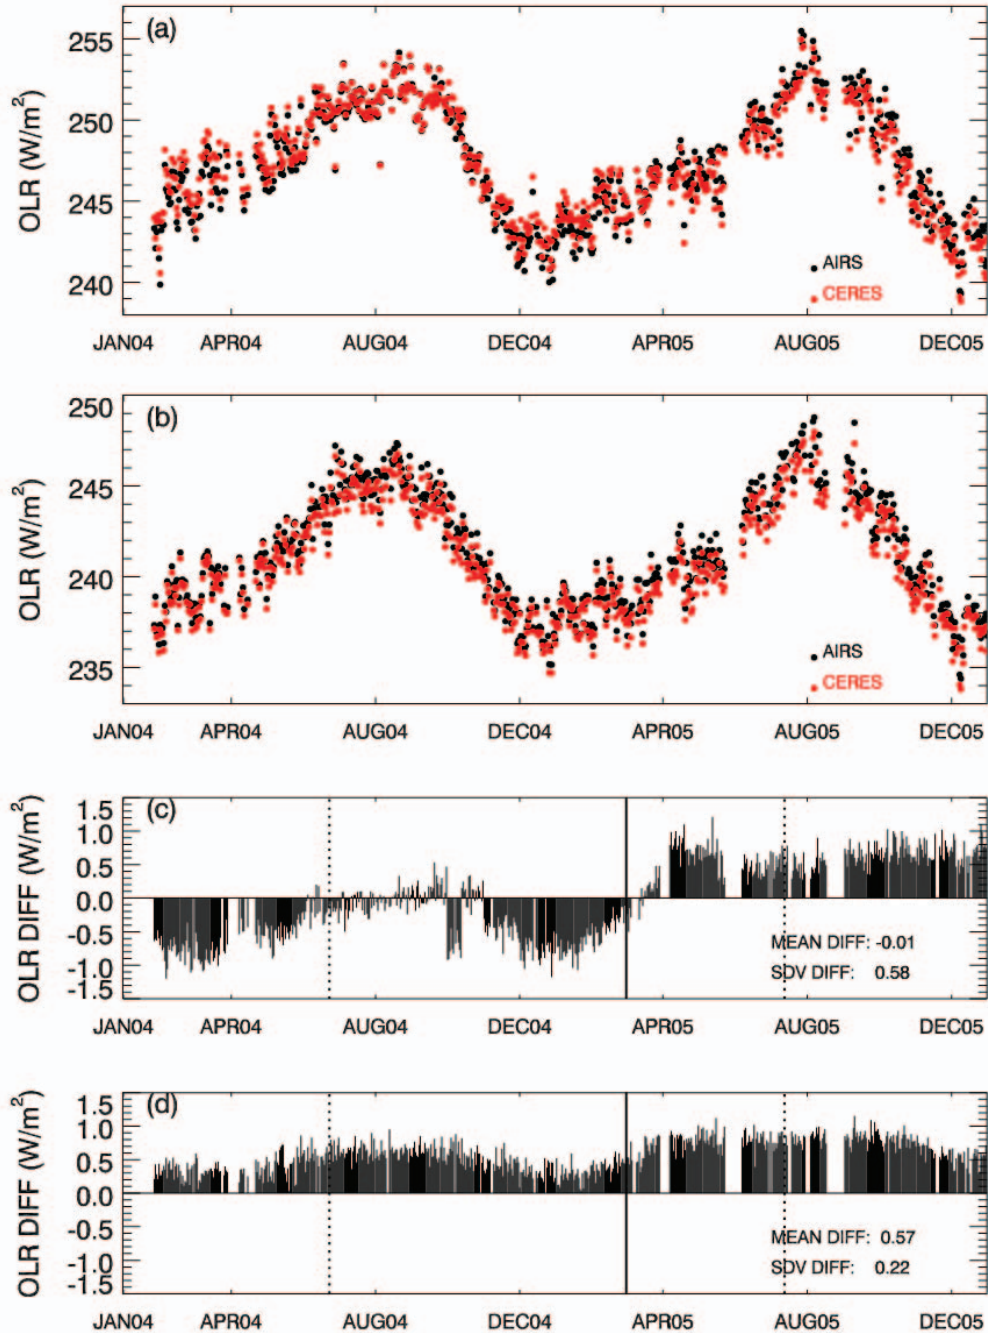 (a)
OLR (W/m²)
255
250
245
240
AIRS
CERES
JAN04 APR04 AUG04 DEC04 APR05 AUG05 DEC05
(b)
OLR (W/m²)
250
245
240
235
AIRS
CERES
JAN04 APR04 AUG04 DEC04 APR05 AUG05 DEC05
(c)
OLR DIFF (W/m²)
1.5
1.0
0.5
0.0
-0.5
-1.0
-1.5
MEAN DIFF: -0.01
SDV DIFF: 0.58
JAN04 APR04 AUG04 DEC04 APR05 AUG05 DEC05
(d)
OLR DIFF (W/m²)
1.5
1.0
0.5
0.0
-0.5
-1.0
-1.5
MEAN DIFF: 0.57
SDV DIFF: 0.22
JAN04 APR04 AUG04 DEC04 APR05 AUG05 DEC05